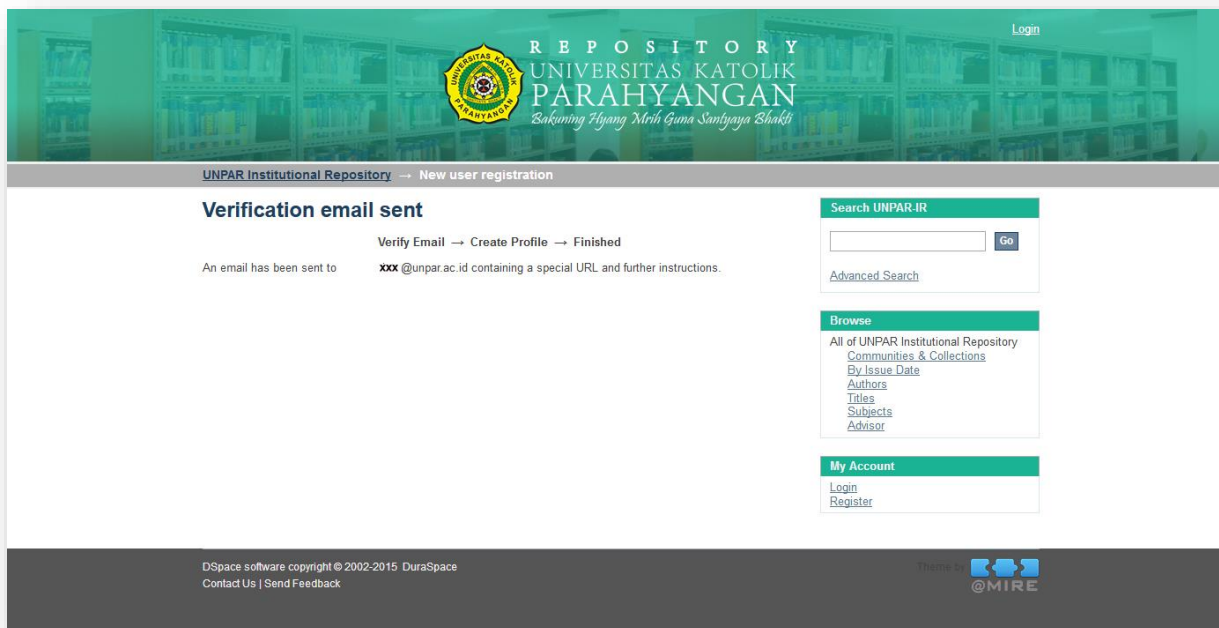 Login
REPOSITORY
UNIVERSITAS KATOLIK
PARAHYANGAN
Bakuning Hyang Mrih Guna Santyaya Bhakti
UNIVERSITAS KATOLIK
PARAHYANGAN
UNPAR Institutional Repository → New user registration
Verification email sent
Verify Email → Create Profile → Finished
An email has been sent to xxx @unpar.ac.id containing a special URL and further instructions.
Search UNPAR-IR
Go
Advanced Search
Browse
All of UNPAR Institutional Repository
Communities & Collections
By Issue Date
Authors
Titles
Subjects
Advisor
My Account
Login
Register
DSpace software copyright © 2002-2015 DuraSpace
Contact Us | Send Feedback
Theme by
@MIRE